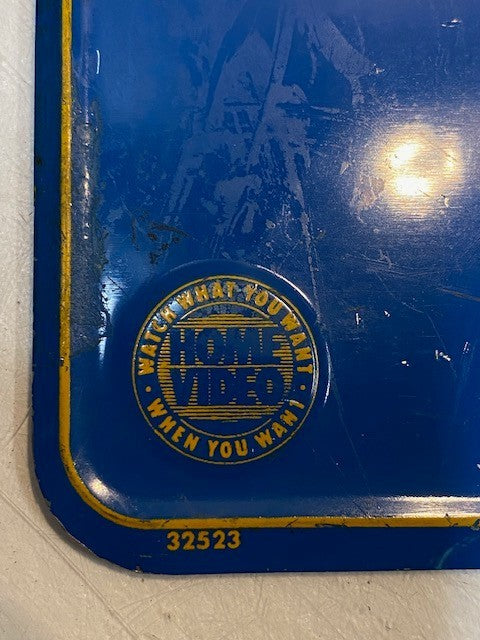 WATCH WHAT YOU WANT
HOME
VIDEO
· WHEN YOU WANT ·
32523